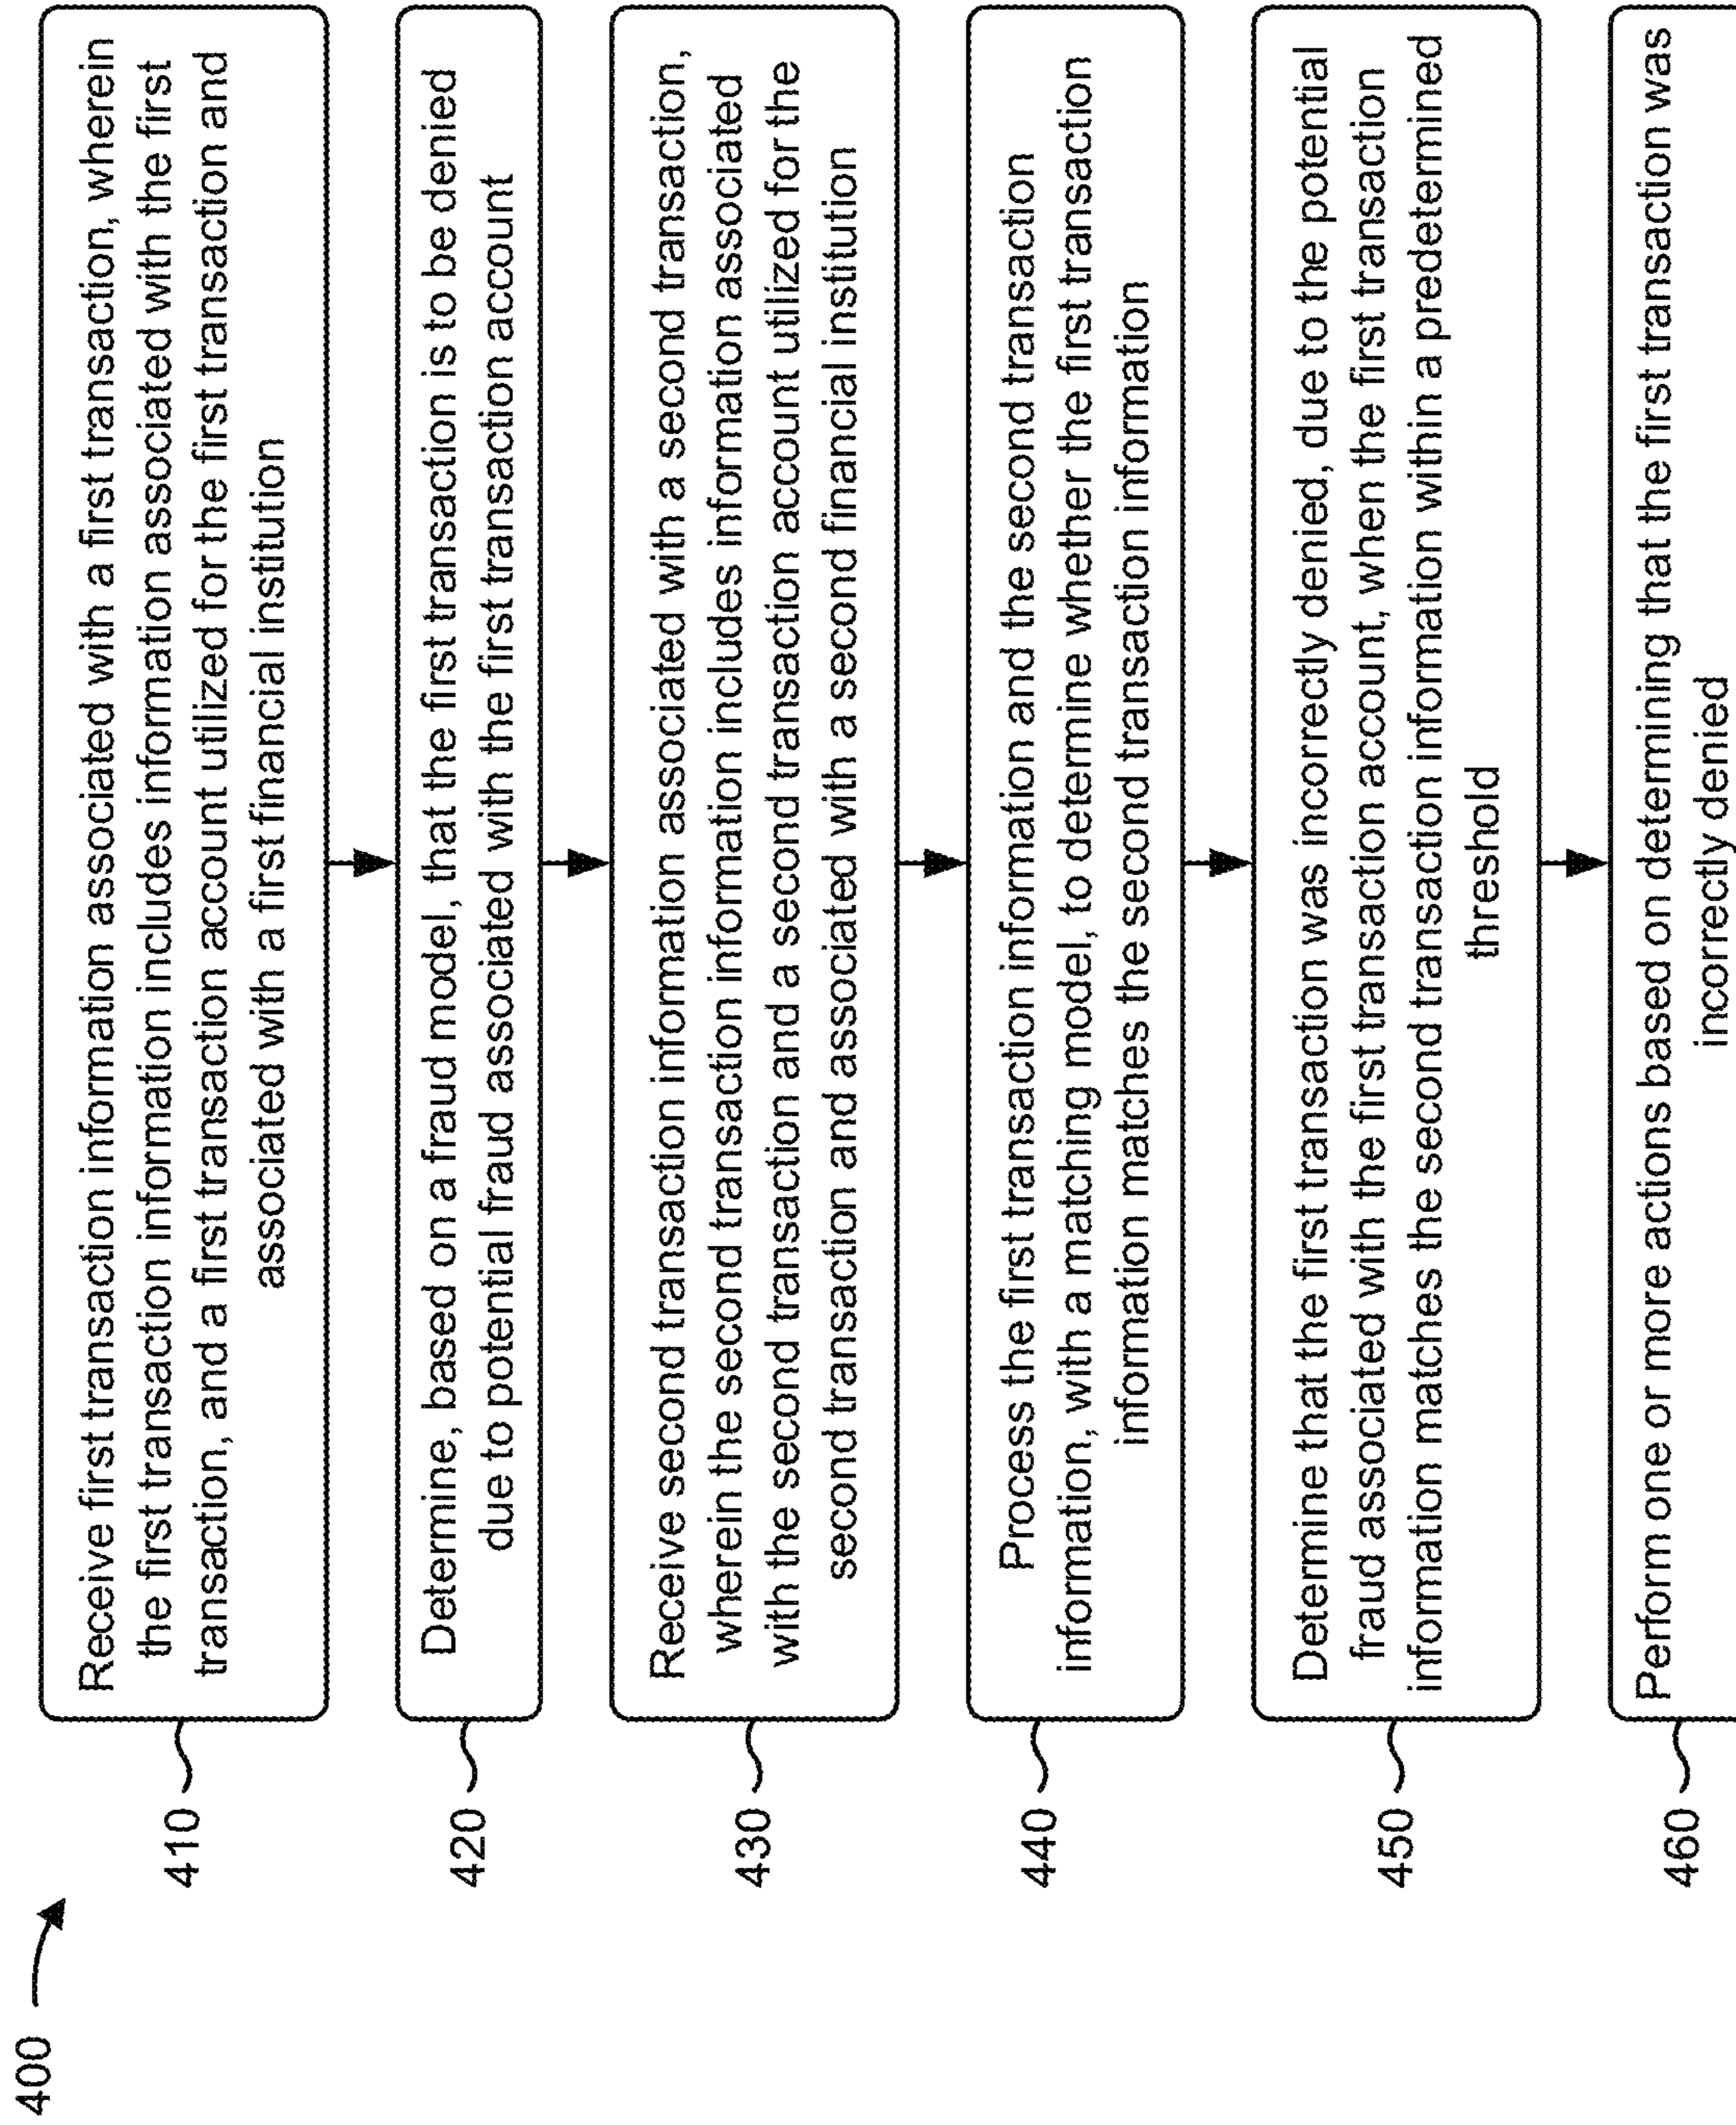 400
410
Receive first transaction information associated with a first transaction, wherein
the first transaction information includes information associated with the first
transaction, and a first transaction account utilized for the first transaction and
associated with a first financial institution
420
Determine, based on a fraud model, that the first transaction is to be denied
due to potential fraud associated with the first transaction account
430
Receive second transaction information associated with a second transaction,
wherein the second transaction information includes information associated
with the second transaction and a second transaction account utilized for the
second transaction and associated with a second financial institution
440
Process the first transaction information and the second transaction
information, with a matching model, to determine whether the first transaction
information matches the second transaction information
450
Determine that the first transaction was incorrectly denied, due to the potential
fraud associated with the first transaction account, when the first transaction
information matches the second transaction information within a predetermined
threshold
460
Perform one or more actions based on determining that the first transaction was
incorrectly denied